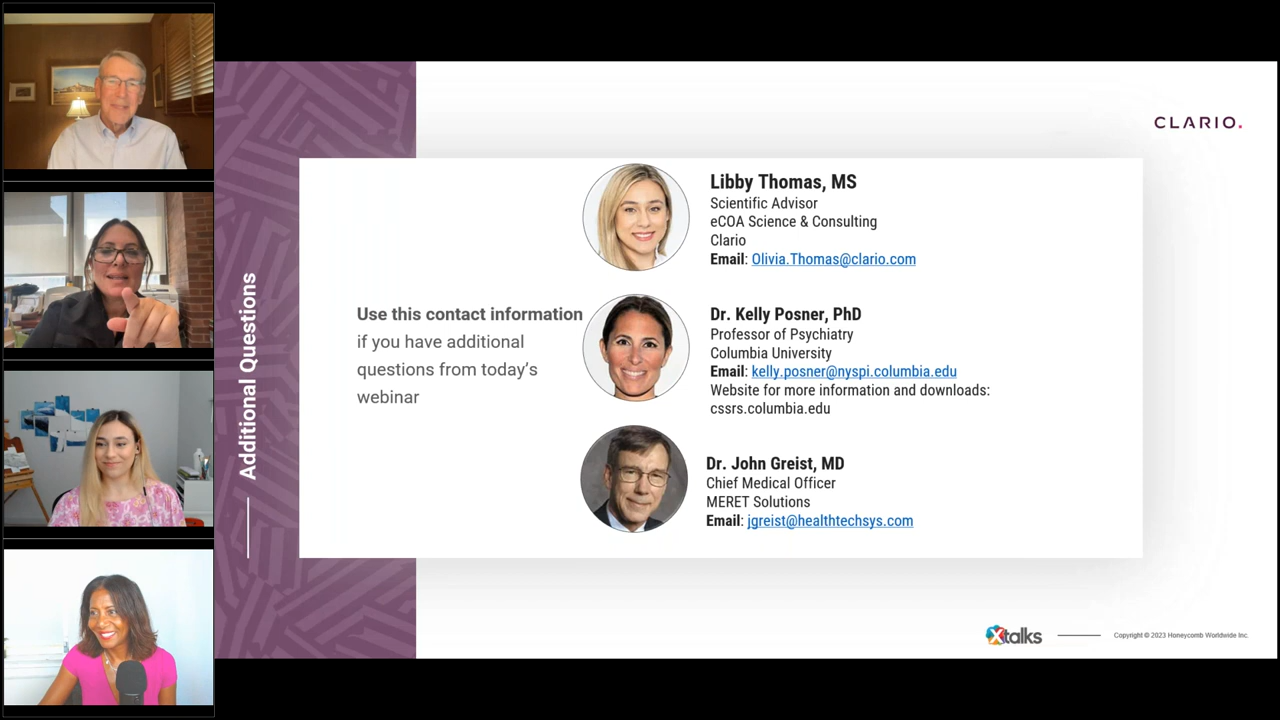 CLARIO.
Additional Questions
Use this contact information
if you have additional
questions from today's
webinar
Libby Thomas, MS
Scientific Advisor
eCOA Science & Consulting
Clario
Email: Olivia.Thomas@clario.com
Dr. Kelly Posner, PhD
Professor of Psychiatry
Columbia University
Email: kelly.posner@nyspi.columbia.edu
Website for more information and downloads:
cssrs.columbia.edu
Dr. John Greist, MD
Chief Medical Officer
MERET Solutions
Email: jgreist@healthtechsys.com
Xtalks
Copyright © 2023 Honeycomb Worldwide Inc.